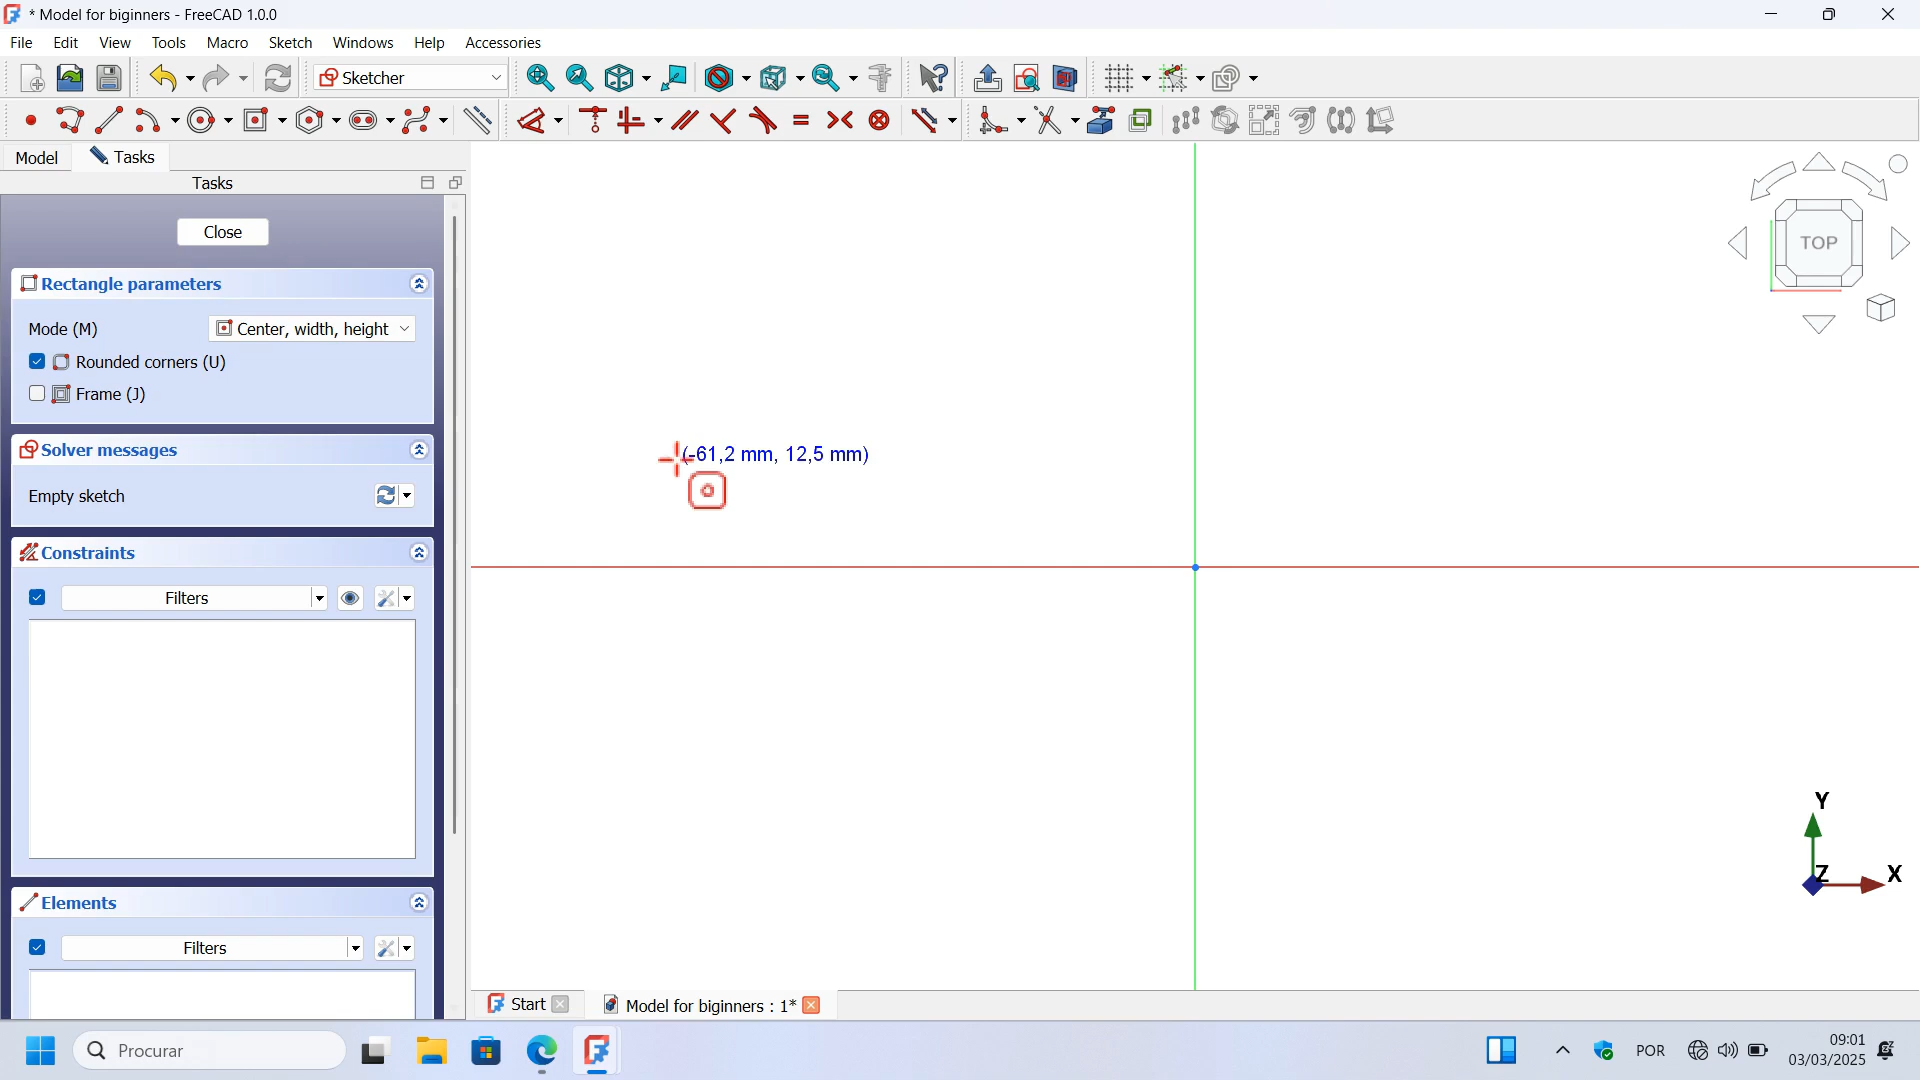 * Model for biginners - FreeCAD 1.0.0
File Edit View Tools Macro Sketch Windows Help Accessories
Sketcher
Model Tasks
Tasks
Close
Rectangle parameters
Mode (M) Center, width, height
Rounded corners (U)
Frame (J)
Solver messages
Empty sketch
Constraints
Filters
Elements
Filters
(-61,2 mm, 12,5 mm)
TOP
Y
Z X
Start Model for biginners : 1*
Procurar
POR
09:01
03/03/2025